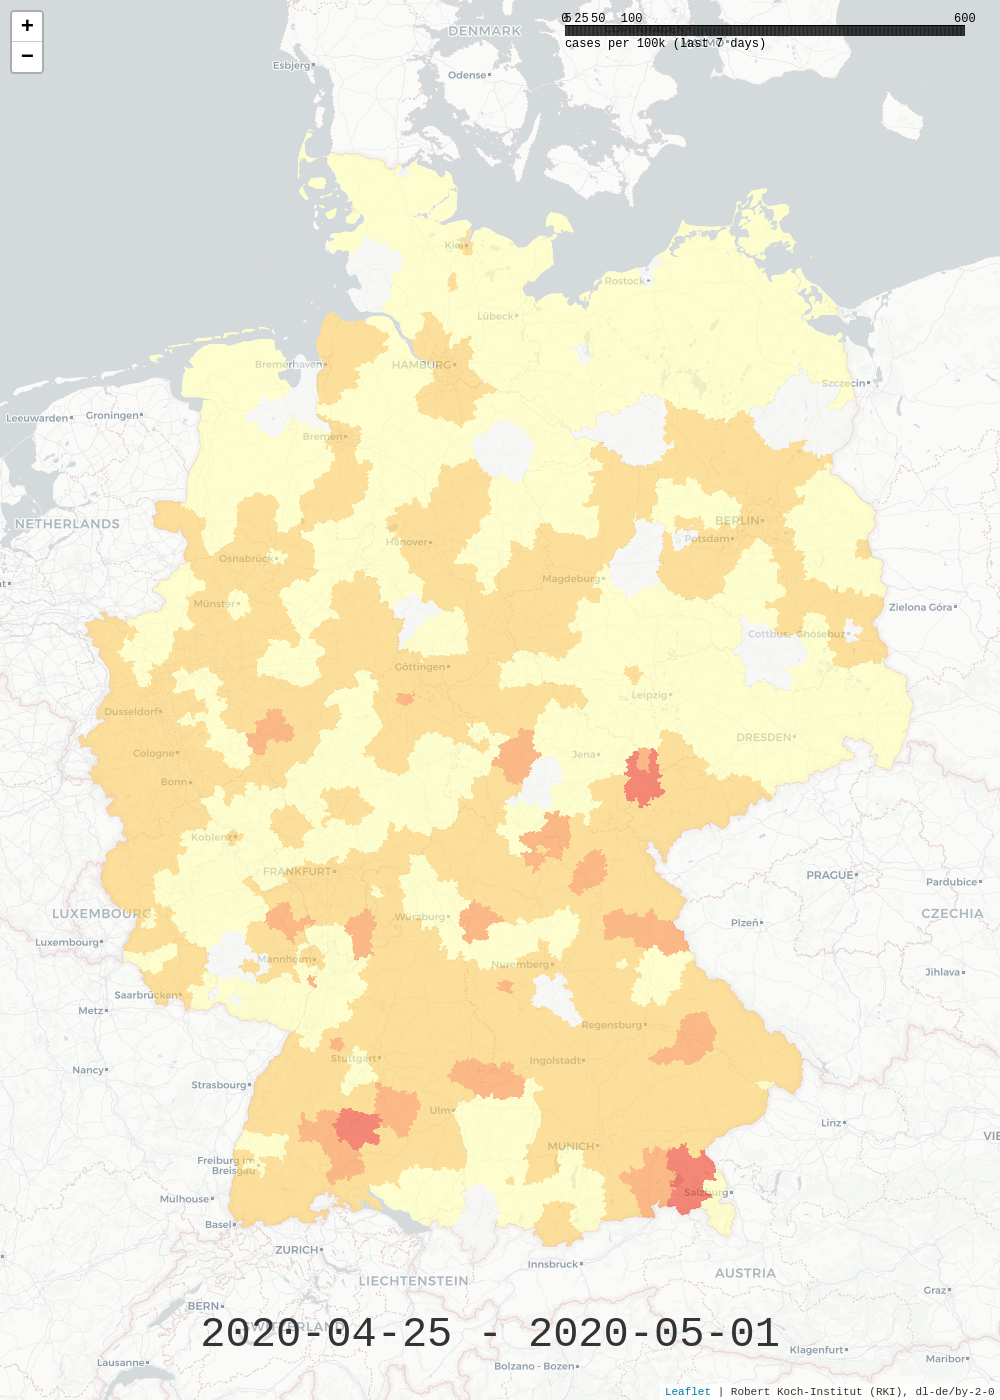 +
−
0 5 25 50 100 600
cases per 100k (last 7 days)
DENMARK
Esbjerg
Odense
Kiel
Rostock
Lübeck
Bremerhaven
HAMBURG
Szczecin
Leeuwarden
Groningen
Bremen
NETHERLANDS
BERLIN
Hanover
Potsdam
Osnabrück
Magdeburg
Münster
Zielona Góra
Cottbus - Chóśebuz
Göttingen
Leipzig
Dusseldorf
DRESDEN
Cologne
Jena
Bonn
Koblenz
FRANKFURT
PRAGUE
Pardubice
LUXEMBOURG
Würzburg
Plzeň
CZECHIA
Luxembourg
Mannheim
Nuremberg
Jihlava
Saarbrücken
Metz
Regensburg
Stuttgart
Ingolstadt
Nancy
Strasbourg
Ulm
Linz
VIE
MUNICH
Freiburg im
Breisgau
Salzburg
Mulhouse
Basel
ZURICH
Innsbruck
AUSTRIA
LIECHTENSTEIN
Graz
BERN
SWITZERLAND
2020-04-25 - 2020-05-01
Klagenfurt
Lausanne
Bolzano - Bozen
Maribor
Leaflet | Robert Koch-Institut (RKI), dl-de/by-2-0